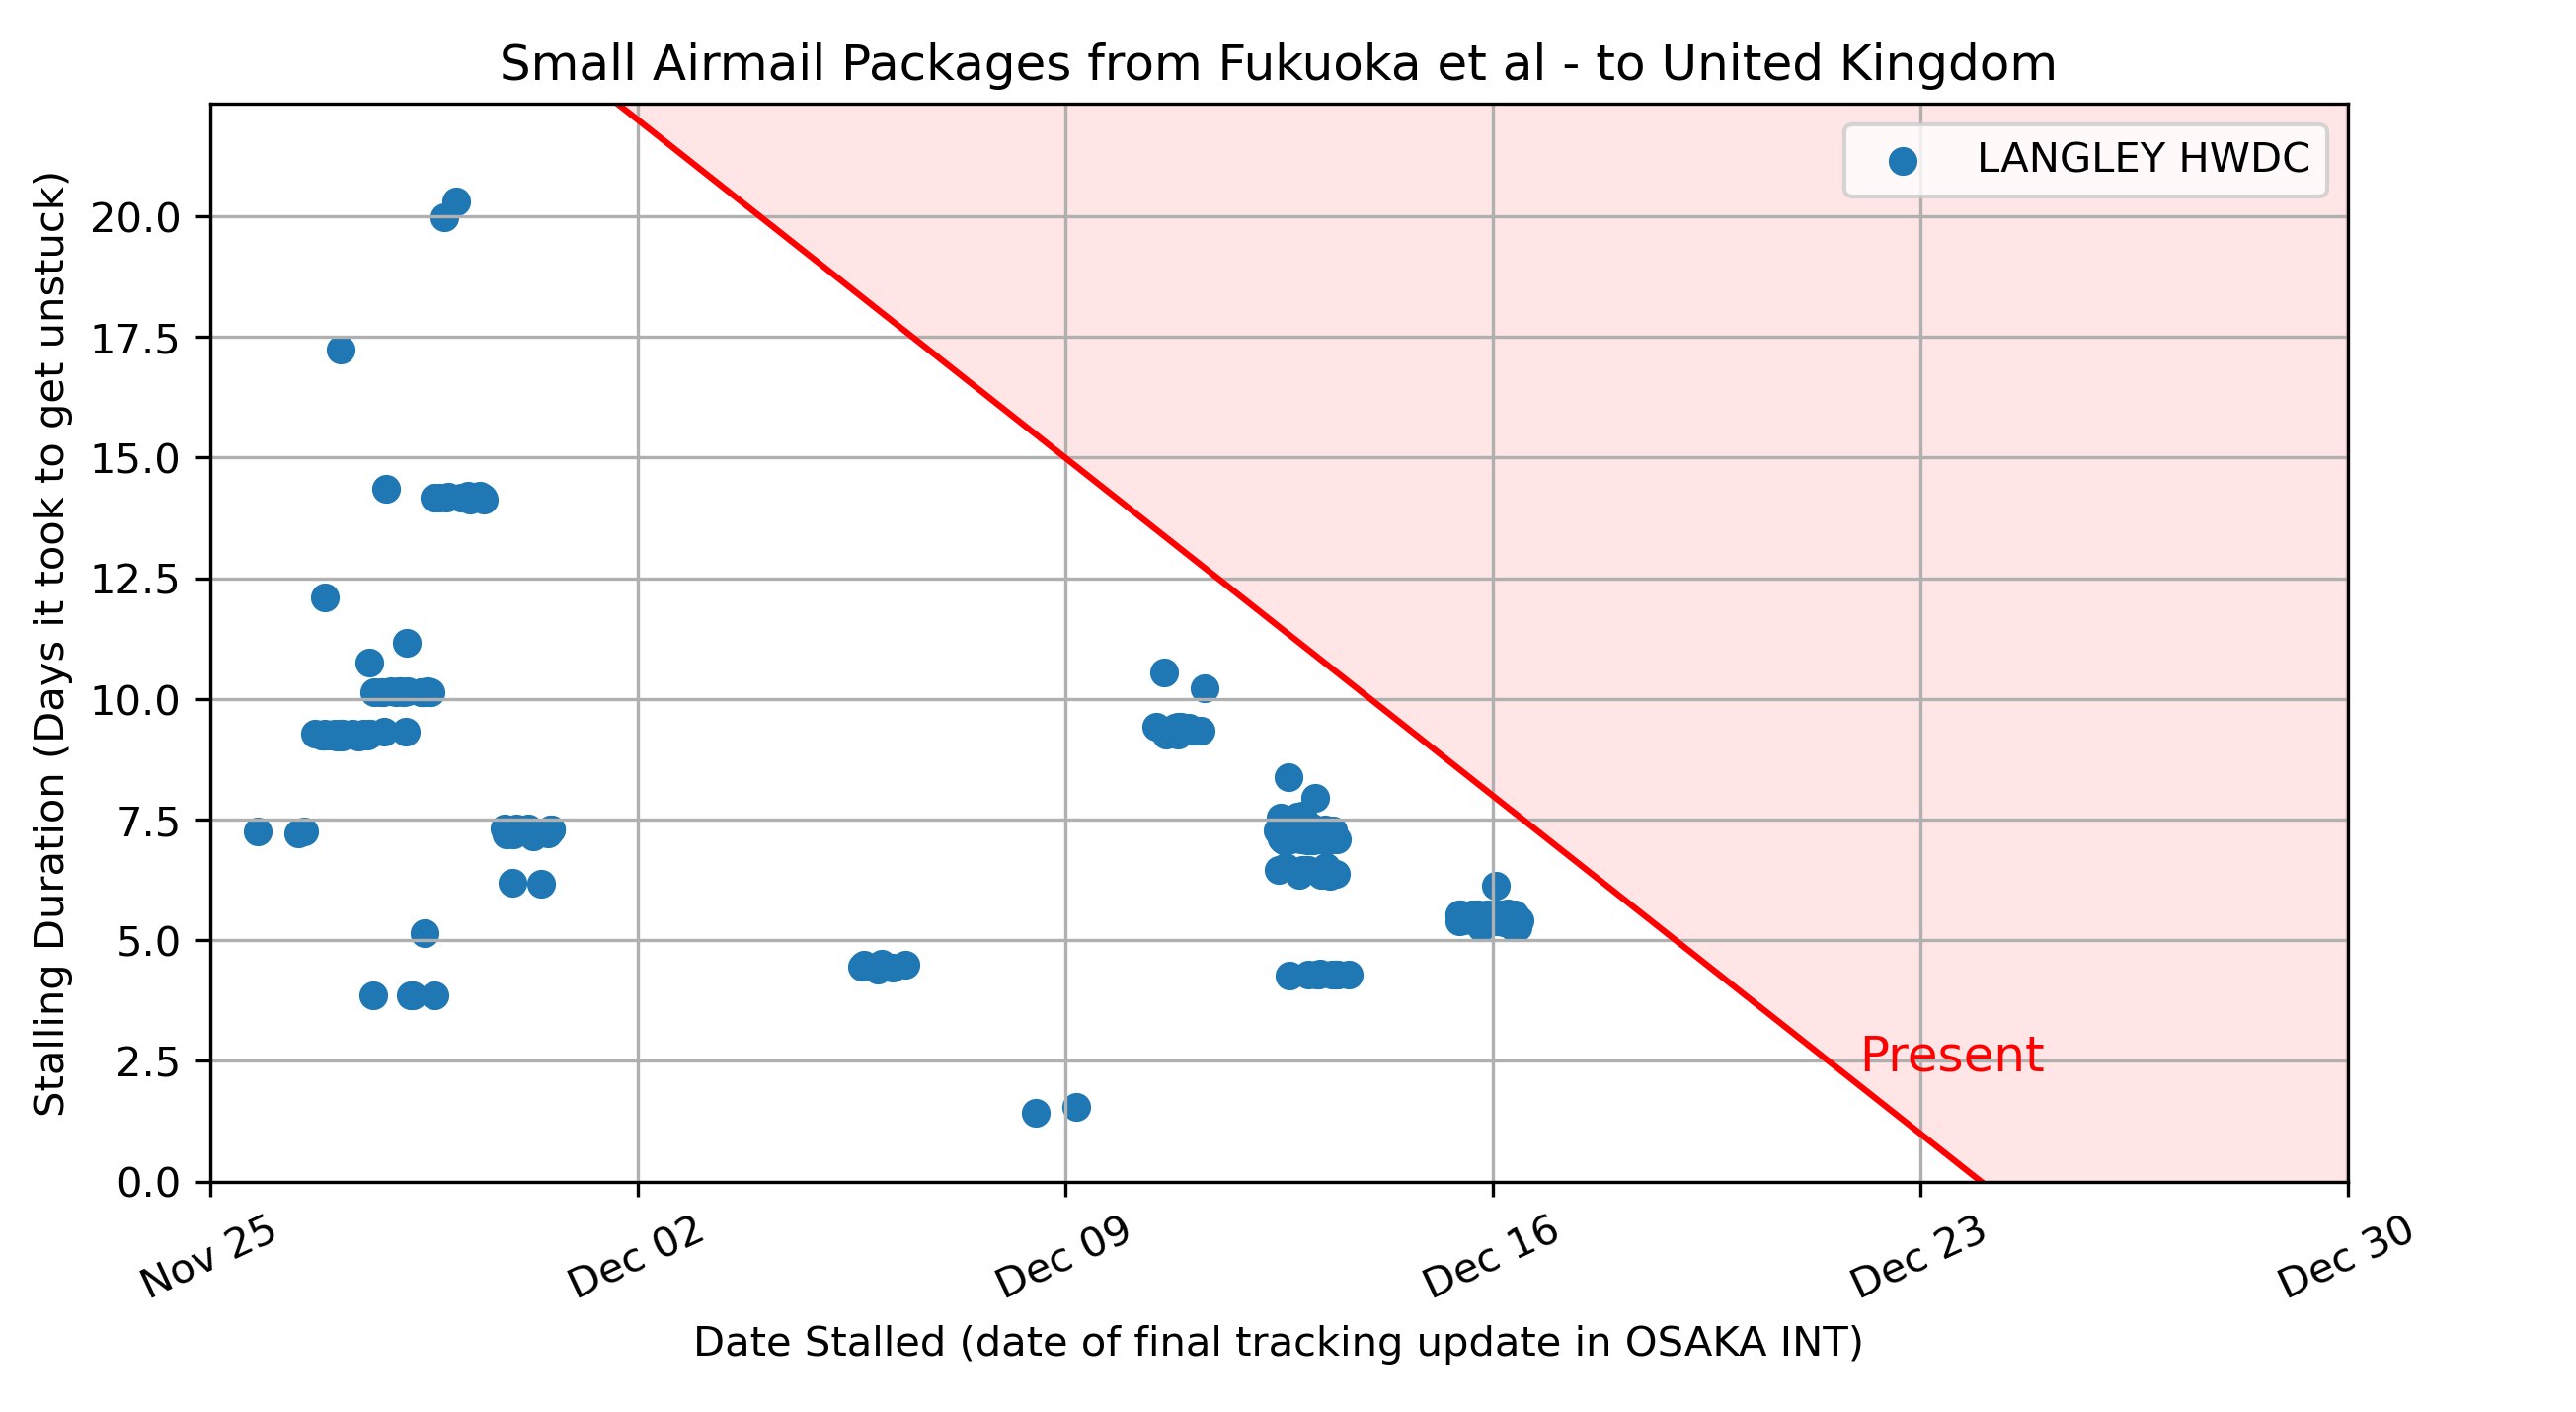 Small Airmail Packages from Fukuoka et al - to United Kingdom
LANGLEY HWDC
Stalling Duration (Days it took to get unstuck)
20.0
17.5
15.0
12.5
10.0
7.5
5.0
2.5
0.0
Present
Nov 25
Dec 02
Dec 09
Dec 16
Dec 23
Dec 30
Date Stalled (date of final tracking update in OSAKA INT)